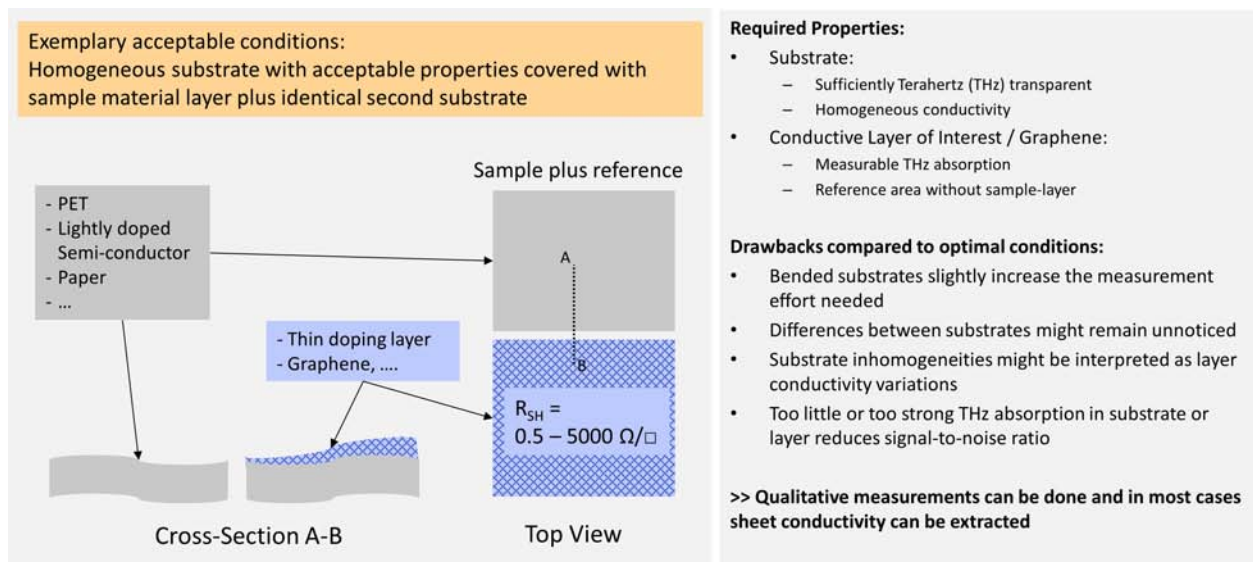 Exemplary acceptable conditions:
Homogeneous substrate with acceptable properties covered with
sample material layer plus identical second substrate
Sample plus reference
- PET
- Lightly doped
Semi-conductor
- Paper
- ...
A
- Thin doping layer
- Graphene, ....
B
R_SH =
0.5 – 5000 Ω/□
Cross-Section A-B
Top View
Required Properties:
• Substrate:
– Sufficiently Terahertz (THz) transparent
– Homogeneous conductivity
• Conductive Layer of Interest / Graphene:
– Measurable THz absorption
– Reference area without sample-layer
Drawbacks compared to optimal conditions:
• Bended substrates slightly increase the measurement
effort needed
• Differences between substrates might remain unnoticed
• Substrate inhomogeneities might be interpreted as layer
conductivity variations
• Too little or too strong THz absorption in substrate or
layer reduces signal-to-noise ratio
>> Qualitative measurements can be done and in most cases
sheet conductivity can be extracted